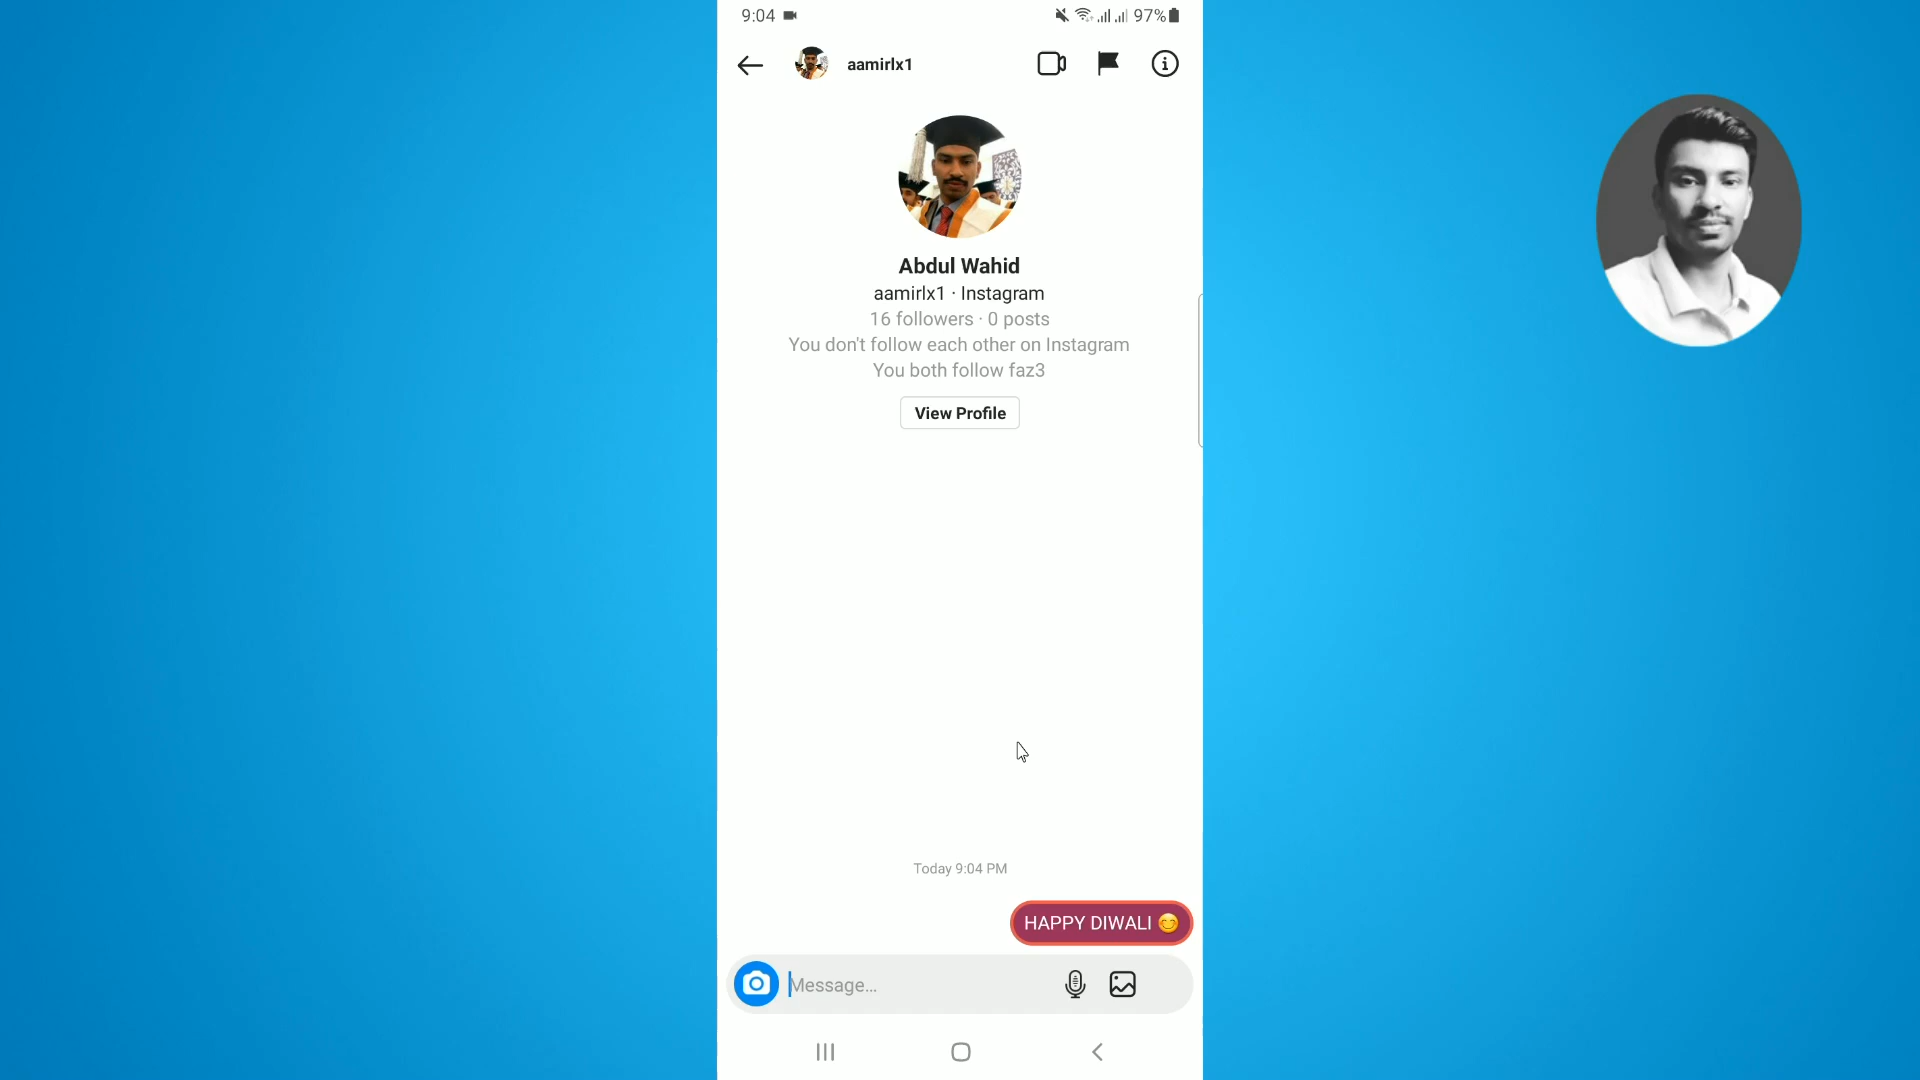 9:04 97%
aamirlx1
Abdul Wahid
aamirlx1 · Instagram
16 followers · 0 posts
You don't follow each other on Instagram
You both follow faz3
View Profile
Today 9:04 PM
HAPPY DIWALI 😊
Message...